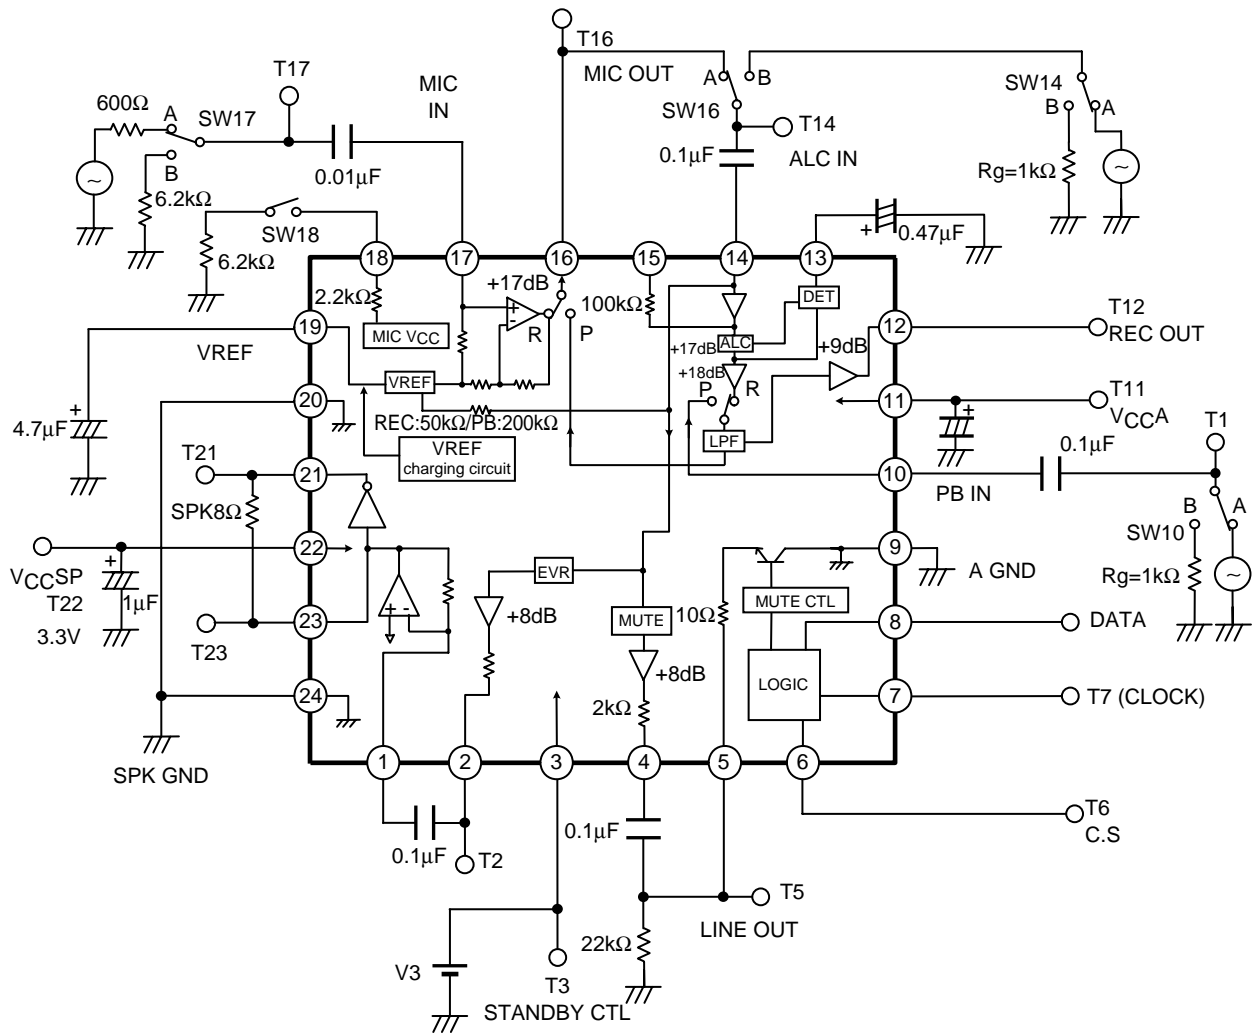 T16
MIC OUT
T17
MIC
IN
600Ω
A
SW17
B
6.2kΩ
0.01μF
SW18
6.2kΩ
A
B
SW16
T14
ALC IN
0.1μF
SW14
B
A
Rg=1kΩ
+
0.47μF
~
~
18
17
16
15
14
13
2.2kΩ
MIC VCC
+17dB
+
-
R
P
100kΩ
DET
ALC
+17dB
+18dB
+9dB
P
R
LPF
19
VREF
VREF
REC:50kΩ/PB:200kΩ
VREF
charging circuit
12
T12
REC OUT
20
11
T11
VCCA
+
+
4.7μF
T21
21
SPK8Ω
10
PB IN
0.1μF
T1
B
A
SW10
Rg=1kΩ
~
22
VCCSP
T22
3.3V
+
1μF
+
-
EVR
+8dB
MUTE
+8dB
2kΩ
10Ω
MUTE CTL
LOGIC
9
A GND
23
T23
8
DATA
24
7
T7 (CLOCK)
SPK GND
1
2
3
4
5
6
0.1μF
T2
0.1μF
T6
C.S
T5
LINE OUT
22kΩ
V3
T3
STANDBY CTL